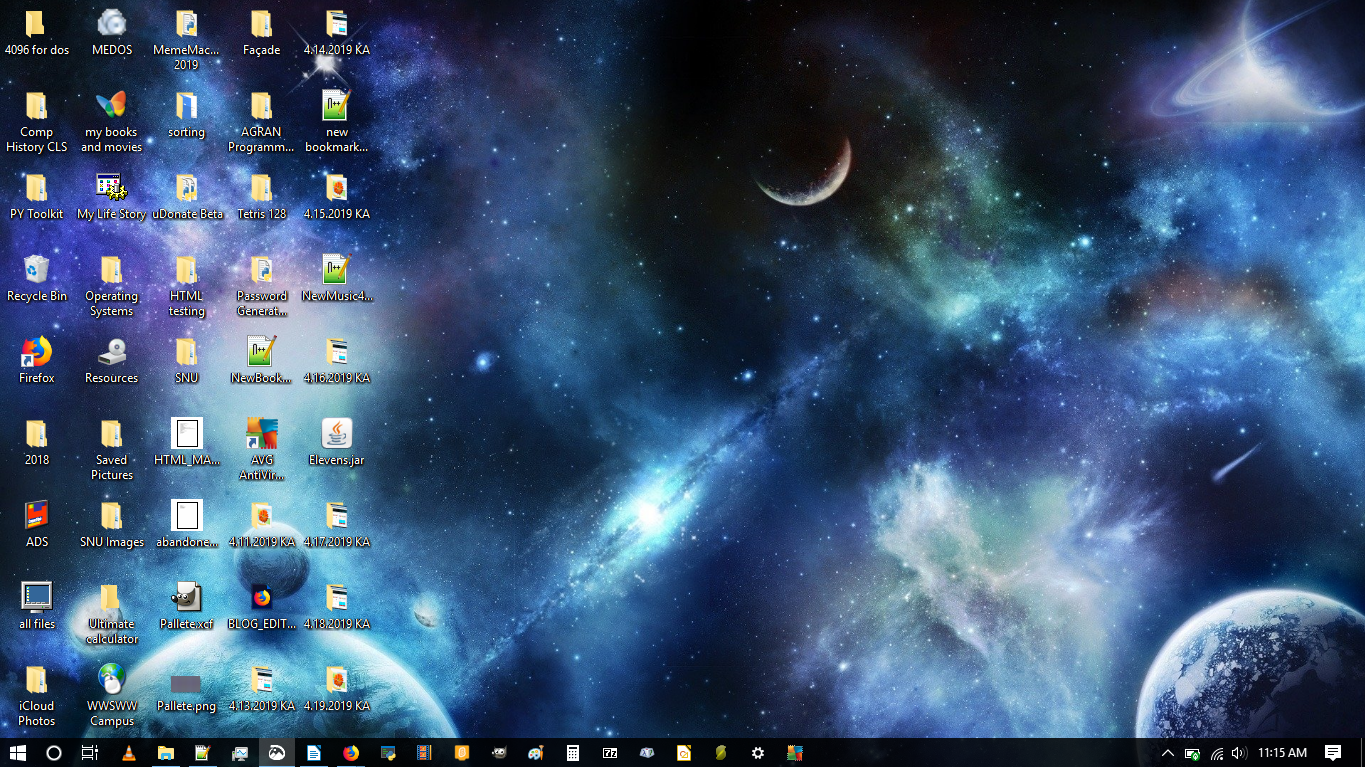 4096 for dos
MEDOS
MemeMac...
2019
Façade
4.14.2019 KA
Comp
History CLS
my books
and movies
sorting
AGRAN
Programm...
new
bookmark...
PY Toolkit
My Life Story
uDonate Beta
Tetris 128
4.15.2019 KA
Recycle Bin
Operating
Systems
HTML
testing
Password
Generat...
NewMusic4...
Firefox
Resources
SNU
NewBook...
4.16.2019 KA
2018
Saved
Pictures
HTML_MA...
AVG
AntiVir...
Elevens.jar
ADS
SNU Images
abandone...
4.11.2019 KA
4.17.2019 KA
all files
Ultimate
calculator
Pallete.xcf
BLOG_EDIT...
4.18.2019 KA
iCloud
Photos
WWSWW
Campus
Pallete.png
4.13.2019 KA
4.19.2019 KA
7z
11:15 AM